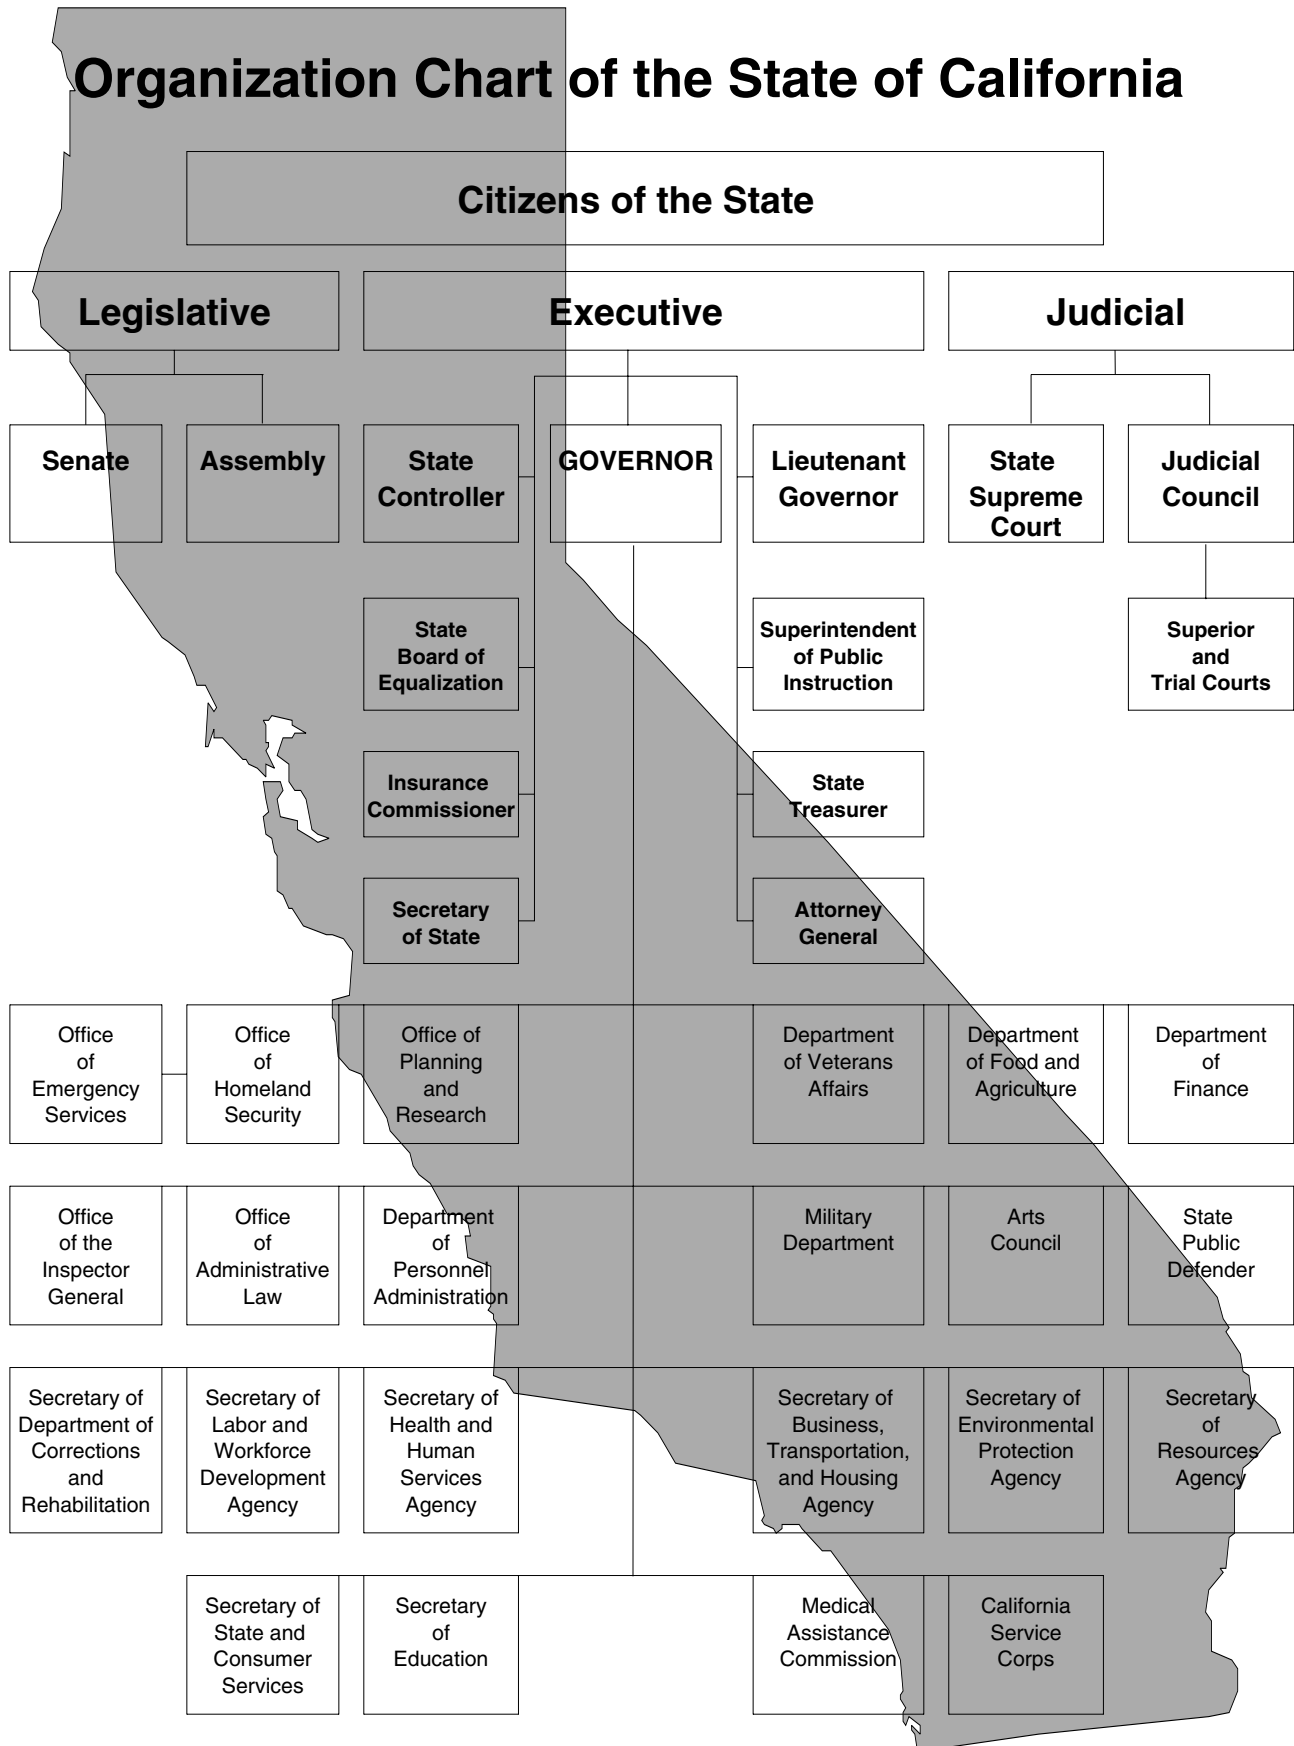 Organization Chart of the State of California
Citizens of the State
Legislative
Executive
Judicial
Senate
Assembly
State
Controller
GOVERNOR
Lieutenant
Governor
State
Supreme
Court
Judicial
Council
State
Board of
Equalization
Superintendent
of Public
Instruction
Superior
and
Trial Courts
Insurance
Commissioner
State
Treasurer
Secretary
of State
Attorney
General
Office
of
Emergency
Services
Office
of
Homeland
Security
Office of
Planning
and
Research
Department
of Veterans
Affairs
Department
of Food and
Agriculture
Department
of
Finance
Office
of the
Inspector
General
Office
of
Administrative
Law
Department
of
Personnel
Administration
Military
Department
Arts
Council
State
Public
Defender
Secretary of
Department of
Corrections
and
Rehabilitation
Secretary of
Labor and
Workforce
Development
Agency
Secretary of
Health and
Human
Services
Agency
Secretary of
Business,
Transportation,
and Housing
Agency
Secretary of
Environmental
Protection
Agency
Secretary
of
Resources
Agency
Secretary of
State and
Consumer
Services
Secretary
of
Education
Medical
Assistance
Commission
California
Service
Corps